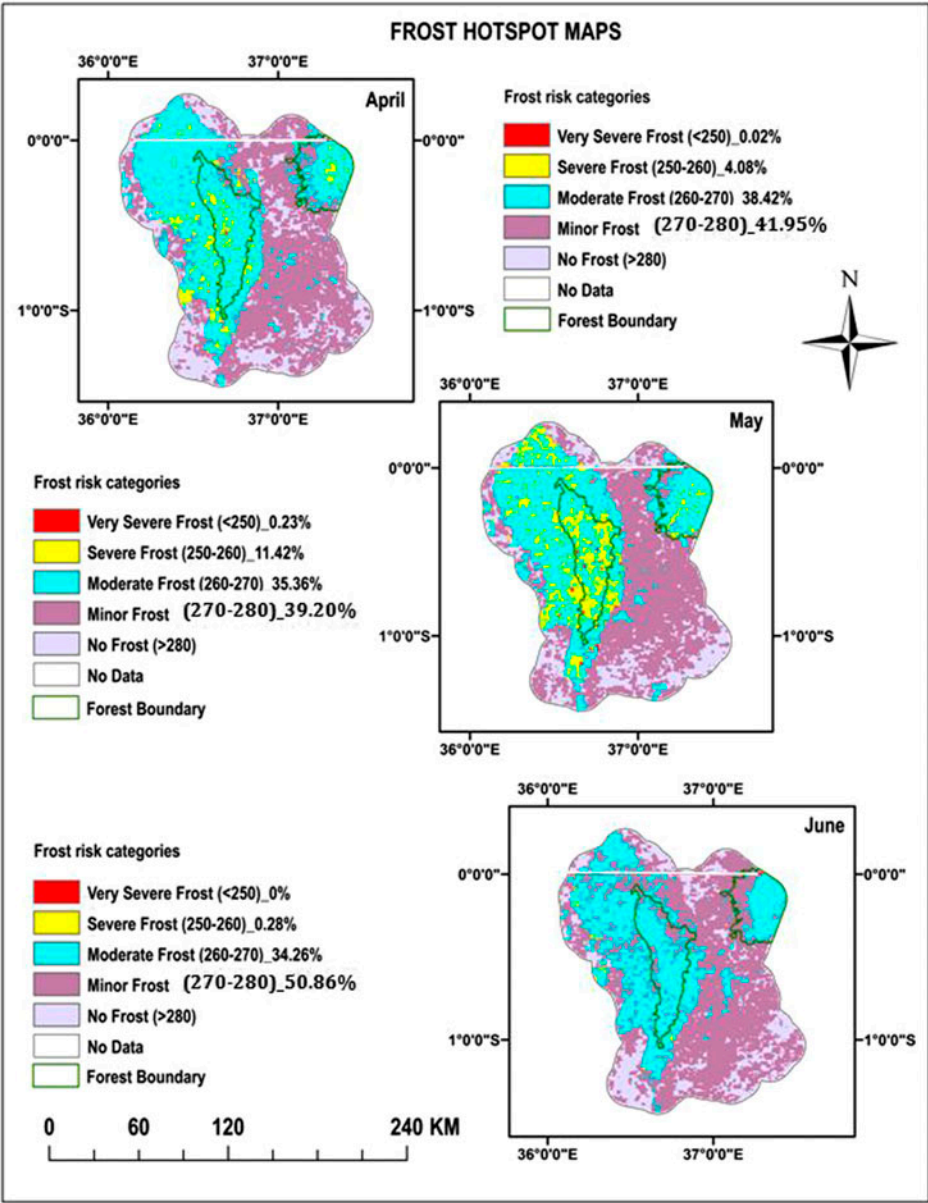 FROST HOTSPOT MAPS
36°0'0"E 37°0'0"E
April
0°0'0"
0°0'0"
1°0'0"S
1°0'0"S
36°0'0"E 37°0'0"E
Frost risk categories
Very Severe Frost (<250)_0.02%
Severe Frost (250-260)_4.08%
Moderate Frost (260-270)_38.42%
Minor Frost (270-280)_41.95%
No Frost (>280)
No Data
Forest Boundary
N
36°0'0"E 37°0'0"E
May
0°0'0"
0°0'0"
1°0'0"S
1°0'0"S
36°0'0"E 37°0'0"E
Frost risk categories
Very Severe Frost (<250)_0.23%
Severe Frost (250-260)_11.42%
Moderate Frost (260-270)_35.36%
Minor Frost (270-280)_39.20%
No Frost (>280)
No Data
Forest Boundary
36°0'0"E 37°0'0"E
June
0°0'0"
0°0'0"
1°0'0"S
1°0'0"S
36°0'0"E 37°0'0"E
Frost risk categories
Very Severe Frost (<250)_0%
Severe Frost (250-260)_0.28%
Moderate Frost (260-270)_34.26%
Minor Frost (270-280)_50.86%
No Frost (>280)
No Data
Forest Boundary
0 60 120 240 KM